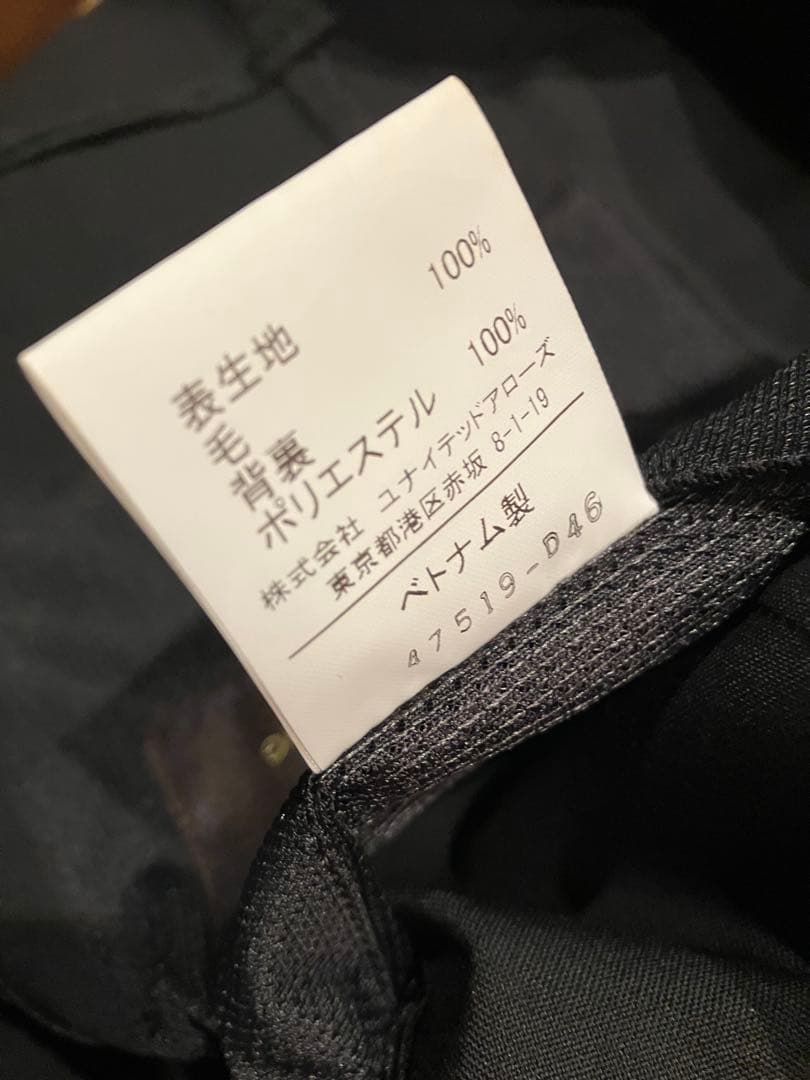 表生地
毛 100%
背裏
ポリエステル 100%
株式会社 ユナイテッドアローズ
東京都港区赤坂 8-1-19
ベトナム製
A7519-D46